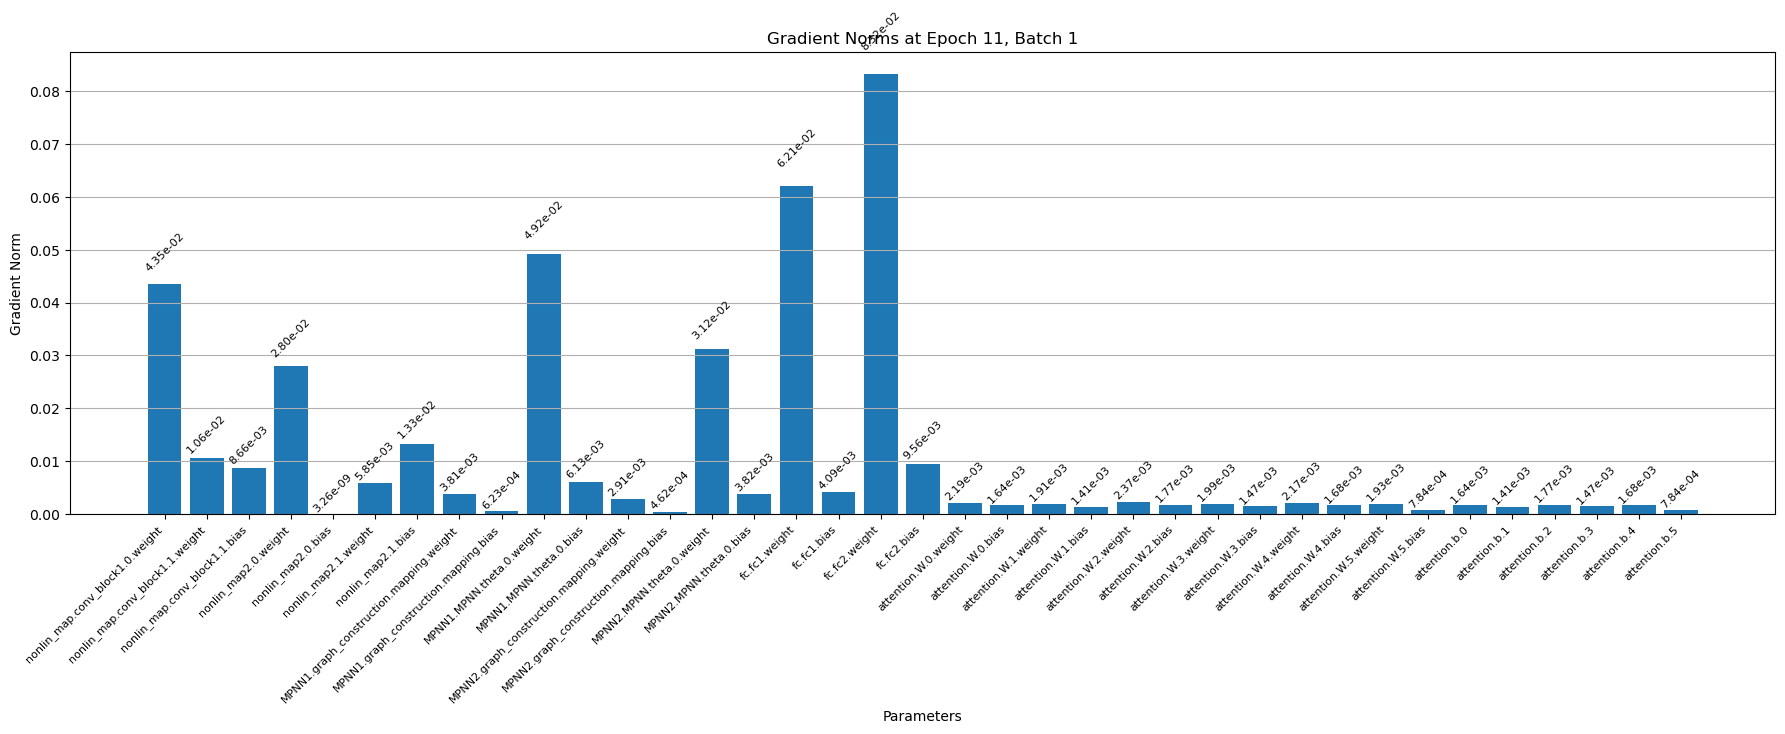 Gradient Norms at Epoch 11, Batch 1
Gradient Norm
0.08
0.07
0.06
0.05
0.04
0.03
0.02
0.01
0.00
4.35e-02
1.06e-02
8.66e-03
2.80e-02
3.26e-09
5.85e-03
1.33e-02
3.81e-03
6.23e-04
4.92e-02
6.13e-03
2.91e-03
4.62e-04
3.12e-02
3.82e-03
6.21e-02
4.09e-03
8.32e-02
9.56e-03
2.19e-03
1.64e-03
1.91e-03
1.41e-03
2.37e-03
1.77e-03
1.99e-03
1.47e-03
2.17e-03
1.68e-03
1.93e-03
7.84e-04
1.64e-03
1.41e-03
1.77e-03
1.47e-03
1.68e-03
7.84e-04
nonlin_map.conv_block1.0.weight
nonlin_map.conv_block1.1.weight
nonlin_map.conv_block1.1.bias
nonlin_map2.0.weight
nonlin_map2.0.bias
nonlin_map2.1.weight
nonlin_map2.1.bias
MPNN1.graph_construction.mapping.weight
MPNN1.graph_construction.mapping.bias
MPNN1.MPNN.theta.0.weight
MPNN1.MPNN.theta.0.bias
MPNN2.graph_construction.mapping.weight
MPNN2.graph_construction.mapping.bias
MPNN2.MPNN.theta.0.weight
MPNN2.MPNN.theta.0.bias
fc.fc1.weight
fc.fc1.bias
fc.fc2.weight
fc.fc2.bias
attention.W.0.weight
attention.W.0.bias
attention.W.1.weight
attention.W.1.bias
attention.W.2.weight
attention.W.2.bias
attention.W.3.weight
attention.W.3.bias
attention.W.4.weight
attention.W.4.bias
attention.W.5.weight
attention.W.5.bias
attention.b.0
attention.b.1
attention.b.2
attention.b.3
attention.b.4
attention.b.5
Parameters